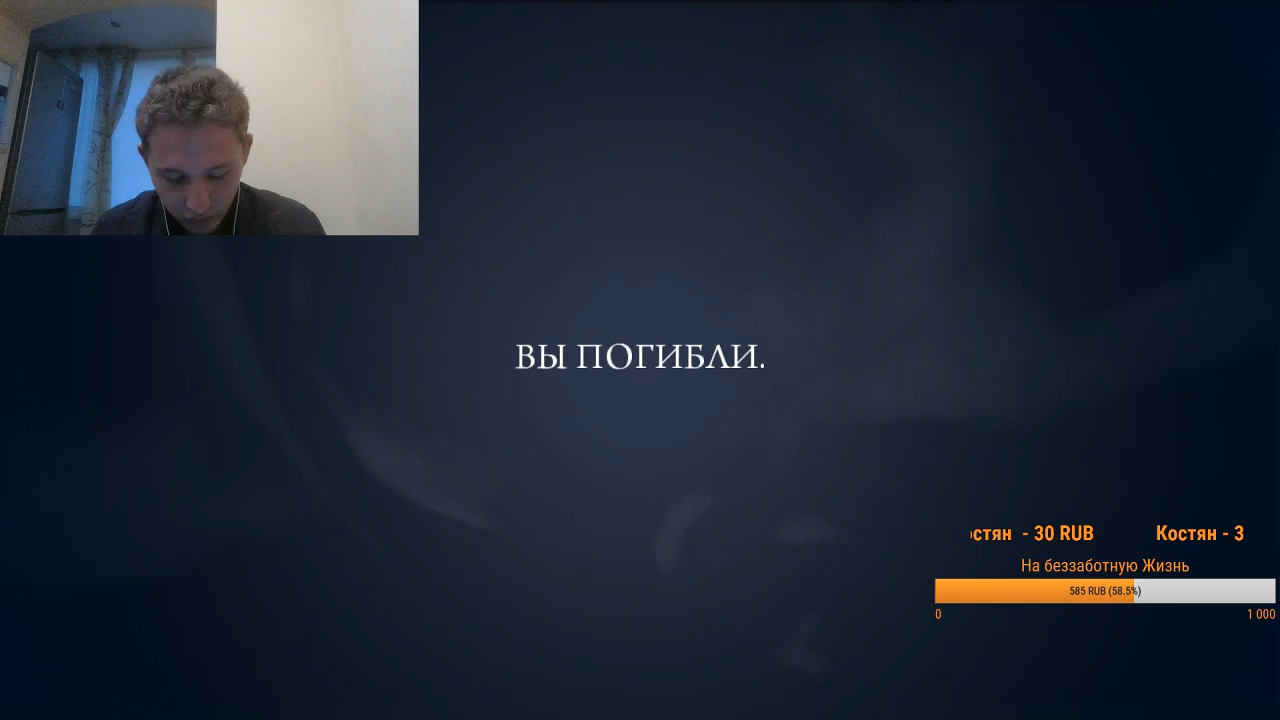 ВЫ ПОГИБЛИ.
остян - 30 RUB Костян - 3
На беззаботную Жизнь
585 RUB (58.5%)
0 1 000